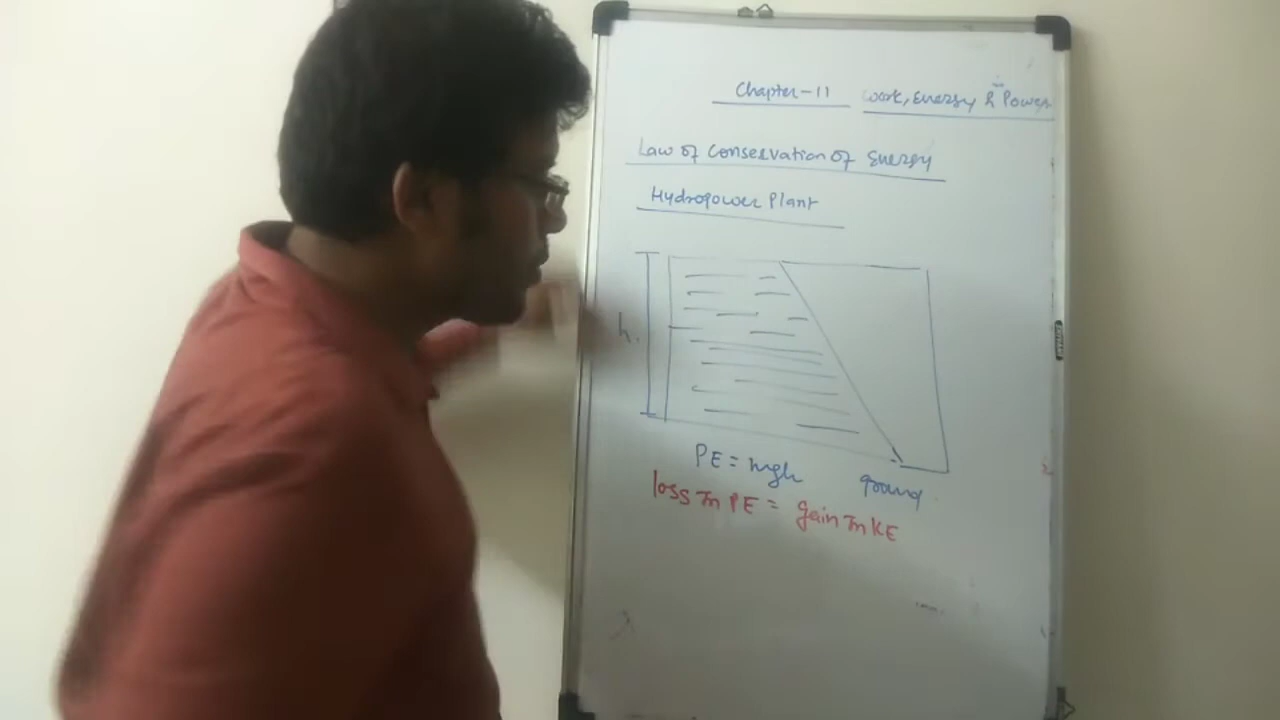 Chapter-11 Work, Energy & Power
Law of Conservation of Energy
Hydropower Plant
h
PE = high
loss in PE = gain in KE